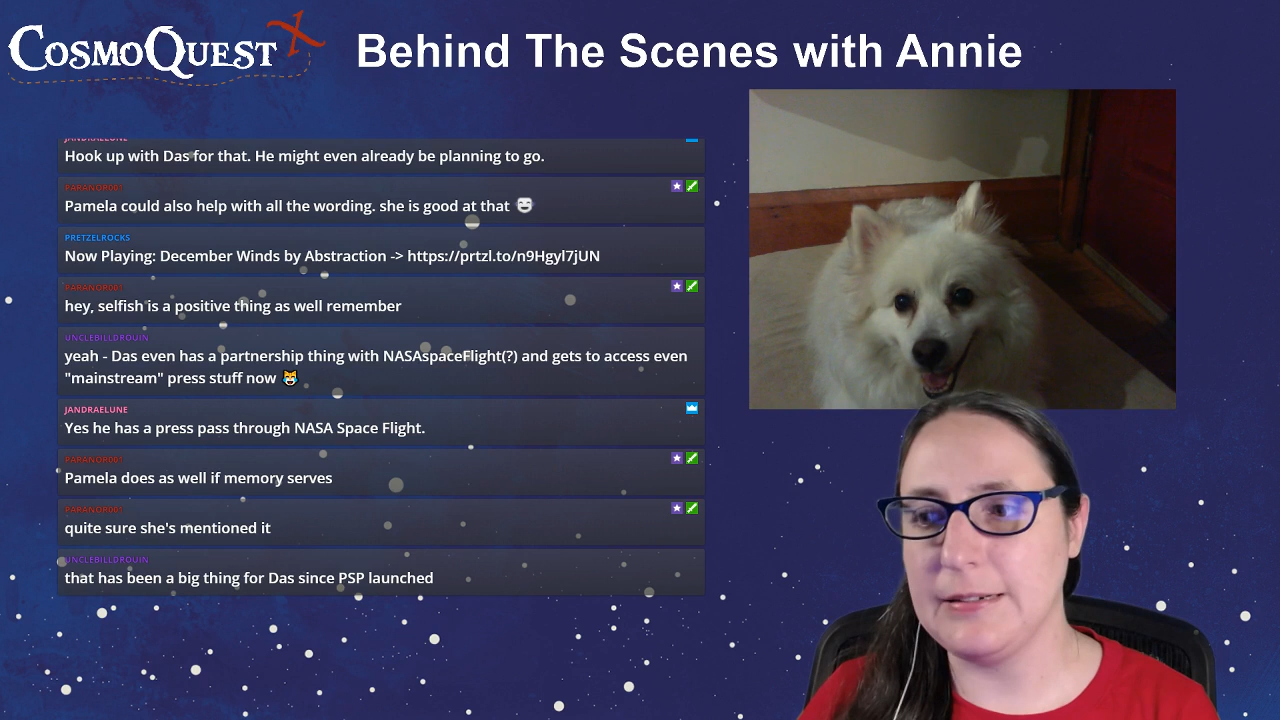 CosmoQuest X
Behind The Scenes with Annie
JANDRAELUNE
Hook up with Das for that. He might even already be planning to go.
PARANOR001
Pamela could also help with all the wording. she is good at that
PRETZELROCKS
Now Playing: December Winds by Abstraction -> https://prtzl.to/n9Hgyl7jUN
PARANOR001
hey, selfish is a positive thing as well remember
UNCLEBILLDROUIN
yeah - Das even has a partnership thing with NASAspaceFlight(?) and gets to access even
"mainstream" press stuff now
JANDRAELUNE
Yes he has a press pass through NASA Space Flight.
PARANOR001
Pamela does as well if memory serves
PARANOR001
quite sure she's mentioned it
UNCLEBILLDROUIN
that has been a big thing for Das since PSP launched